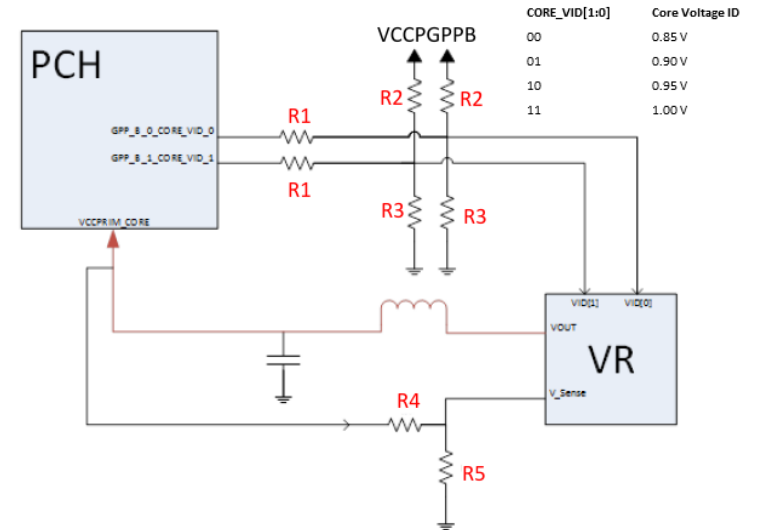 CORE_VID[1:0] Core Voltage ID
00 0.85 V
01 0.90 V
10 0.95 V
11 1.00 V
VCCPGPPB
PCH
R2 R2
R1
GPP_B_0_CORE_VID_0
GPP_B_1_CORE_VID_1
R1
R3 R3
VCCPRIM_CORE
VID[1] VID[0]
VOUT
VR
V_Sense
R4
R5